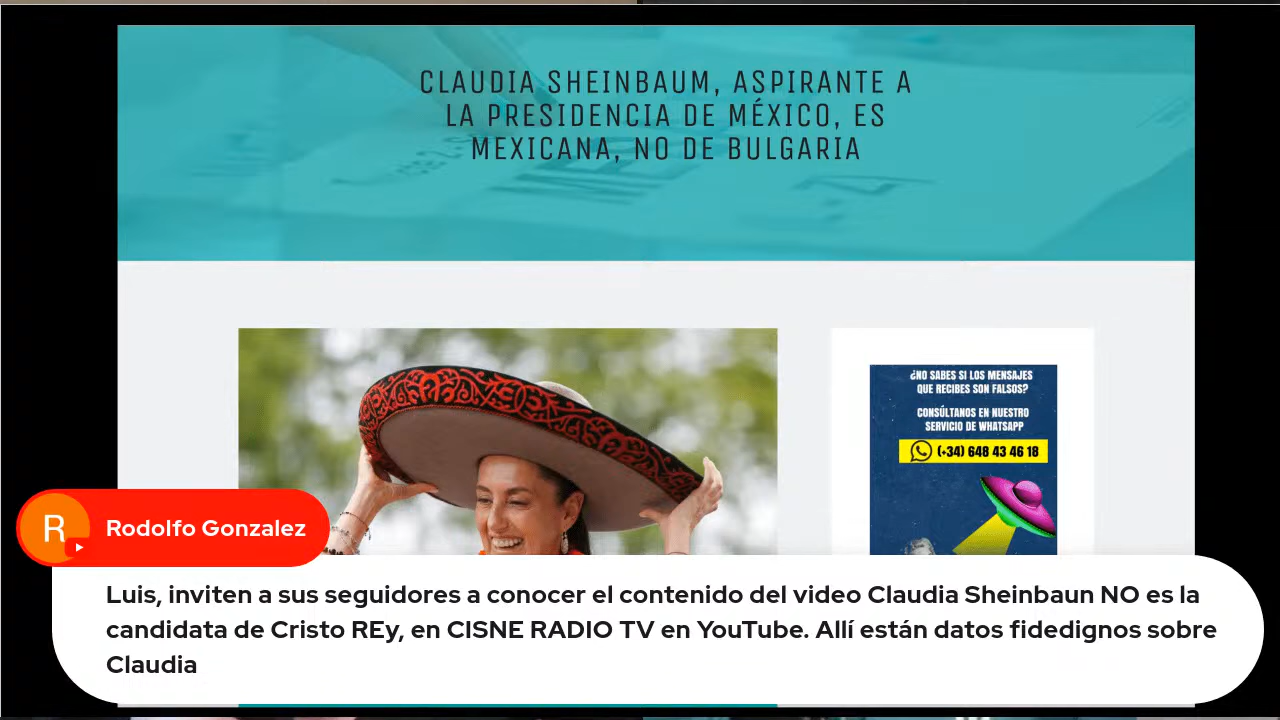 CLAUDIA SHEINBAUM, ASPIRANTE A
LA PRESIDENCIA DE MÉXICO, ES
MEXICANA, NO DE BULGARIA
¿NO SABES SI LOS MENSAJES
QUE RECIBES SON FALSOS?
CONSÚLTANOS EN NUESTRO
SERVICIO DE WHATSAPP
(+34) 648 43 46 18
R
Rodolfo Gonzalez
Luis, inviten a sus seguidores a conocer el contenido del video Claudia Sheinbaun NO es la
candidata de Cristo REy, en CISNE RADIO TV en YouTube. Allí están datos fidedignos sobre
Claudia